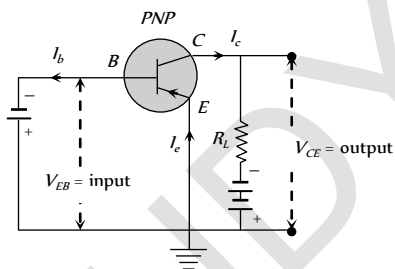 PNP
C
I_c
I_b
B
E
I_e
R_L
V_EB = input
V_CE = output
−
+
−
+